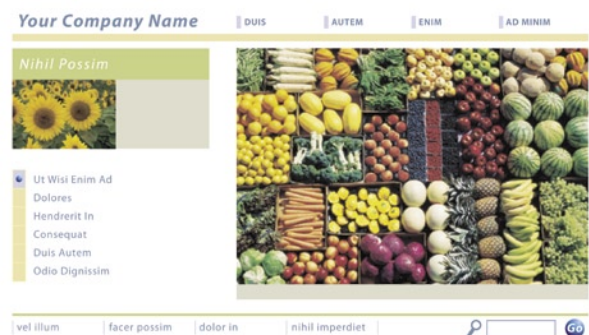 Your Company Name
DUIS AUTEM ENIM AD MINIM
Nihil Possim
Ut Wisi Enim Ad
Dolores
Hendrerit In
Consequat
Duis Autem
Odio Dignissim
vel illum facer possim dolor in nihil imperdiet
Go